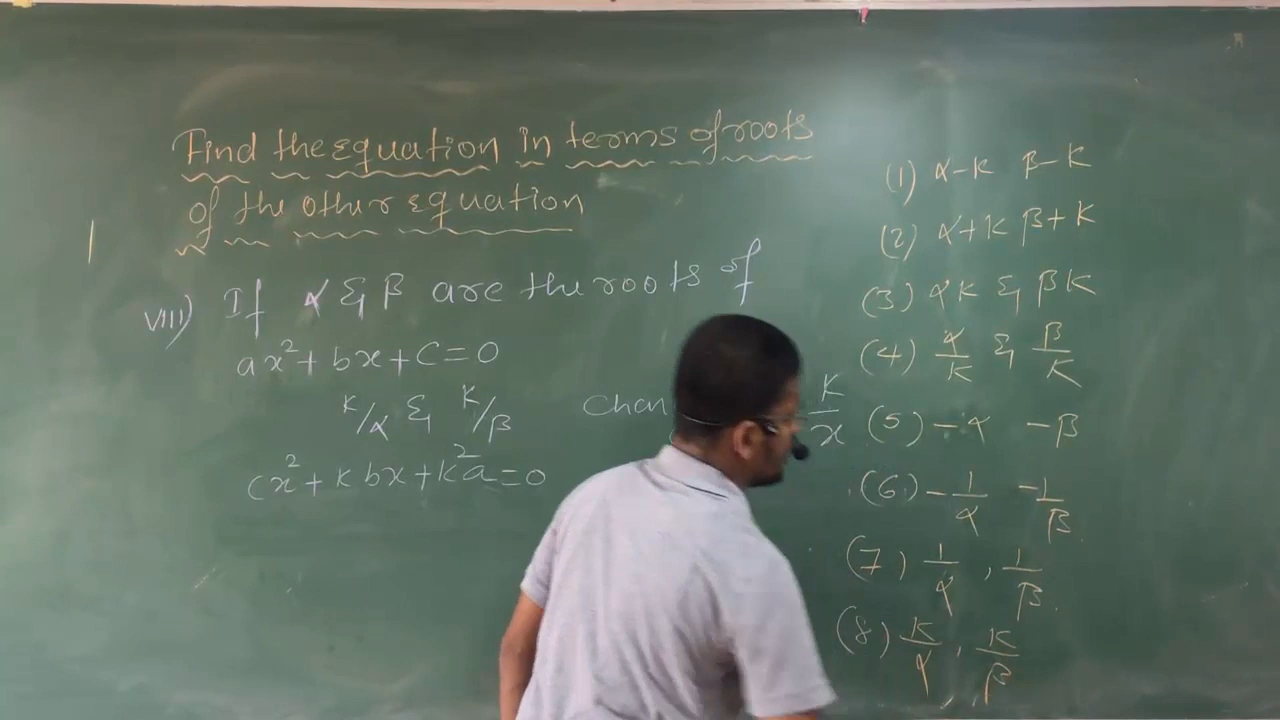 Find the equation in terms of roots
of the other equation
VIII) If α & β are the roots of
ax²+bx+c=0
K/α & K/β
K/x
cx²+kbx+k²a=0
(1) α-K β-K
(2) α+K β+K
(3) αK & βK
(4) α/K & β/K
(5) -α -β
(6) -1/α -1/β
(7) 1/α, 1/β
(8) K/α, K/β